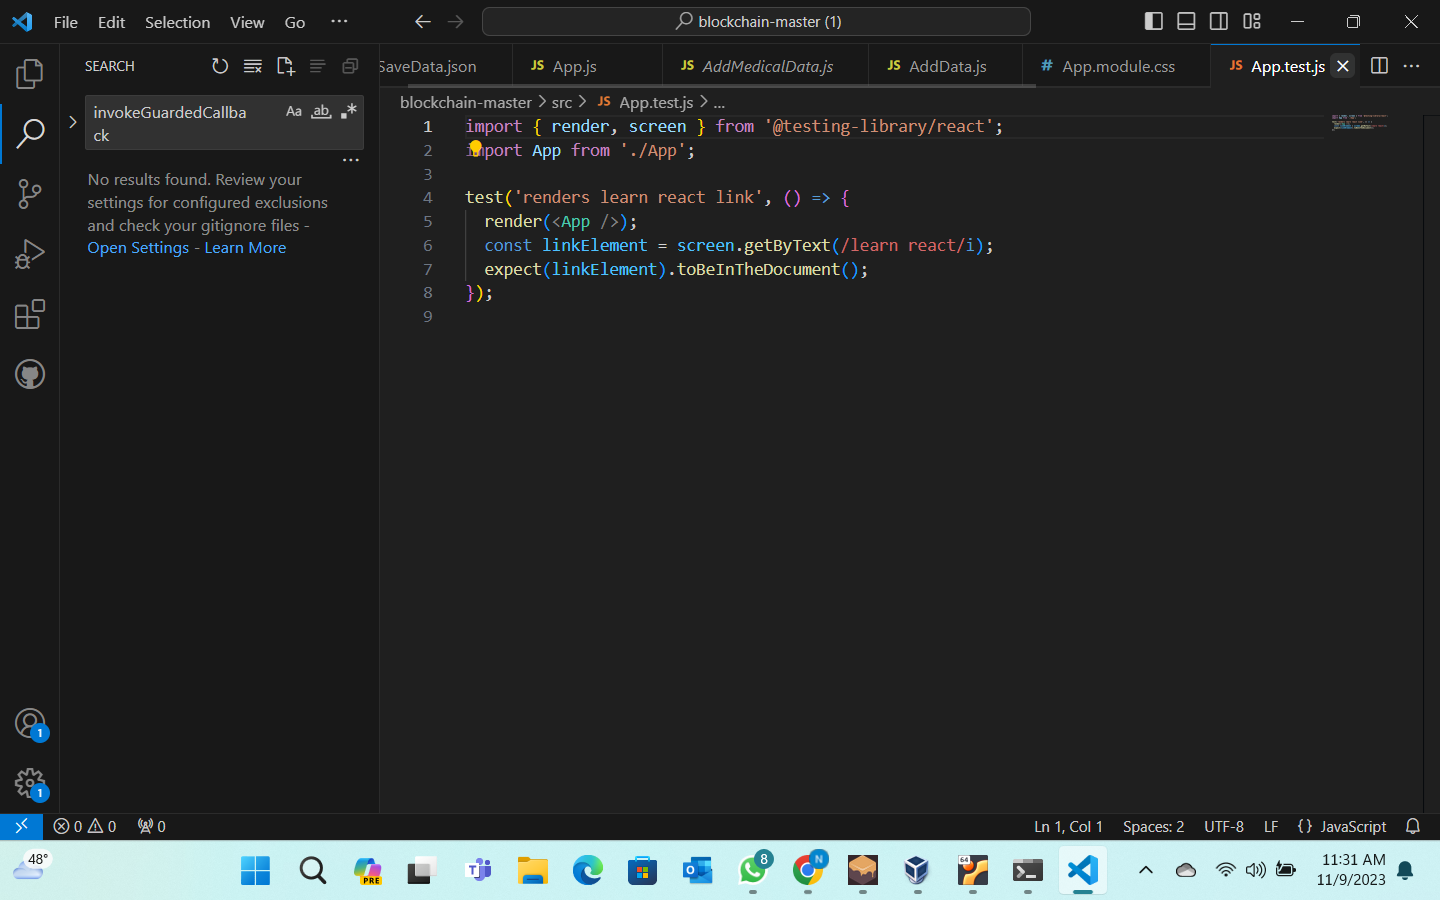 File Edit Selection View Go ···
blockchain-master (1)
SEARCH
invokeGuardedCallba
ck
Aa ab
No results found. Review your
settings for configured exclusions
and check your gitignore files -
Open Settings - Learn More
SaveData.json
JS App.js
JS AddMedicalData.js
JS AddData.js
# App.module.css
JS App.test.js
blockchain-master > src > JS App.test.js > ...
1 import { render, screen } from '@testing-library/react';
2 import App from './App';
3
4 test('renders learn react link', () => {
5 render(<App />);
6 const linkElement = screen.getByText(/learn react/i);
7 expect(linkElement).toBeInTheDocument();
8 });
9
1
1
0 0 0
Ln 1, Col 1 Spaces: 2 UTF-8 LF {} JavaScript
48°
PRE
8
N
64
11:31 AM
11/9/2023